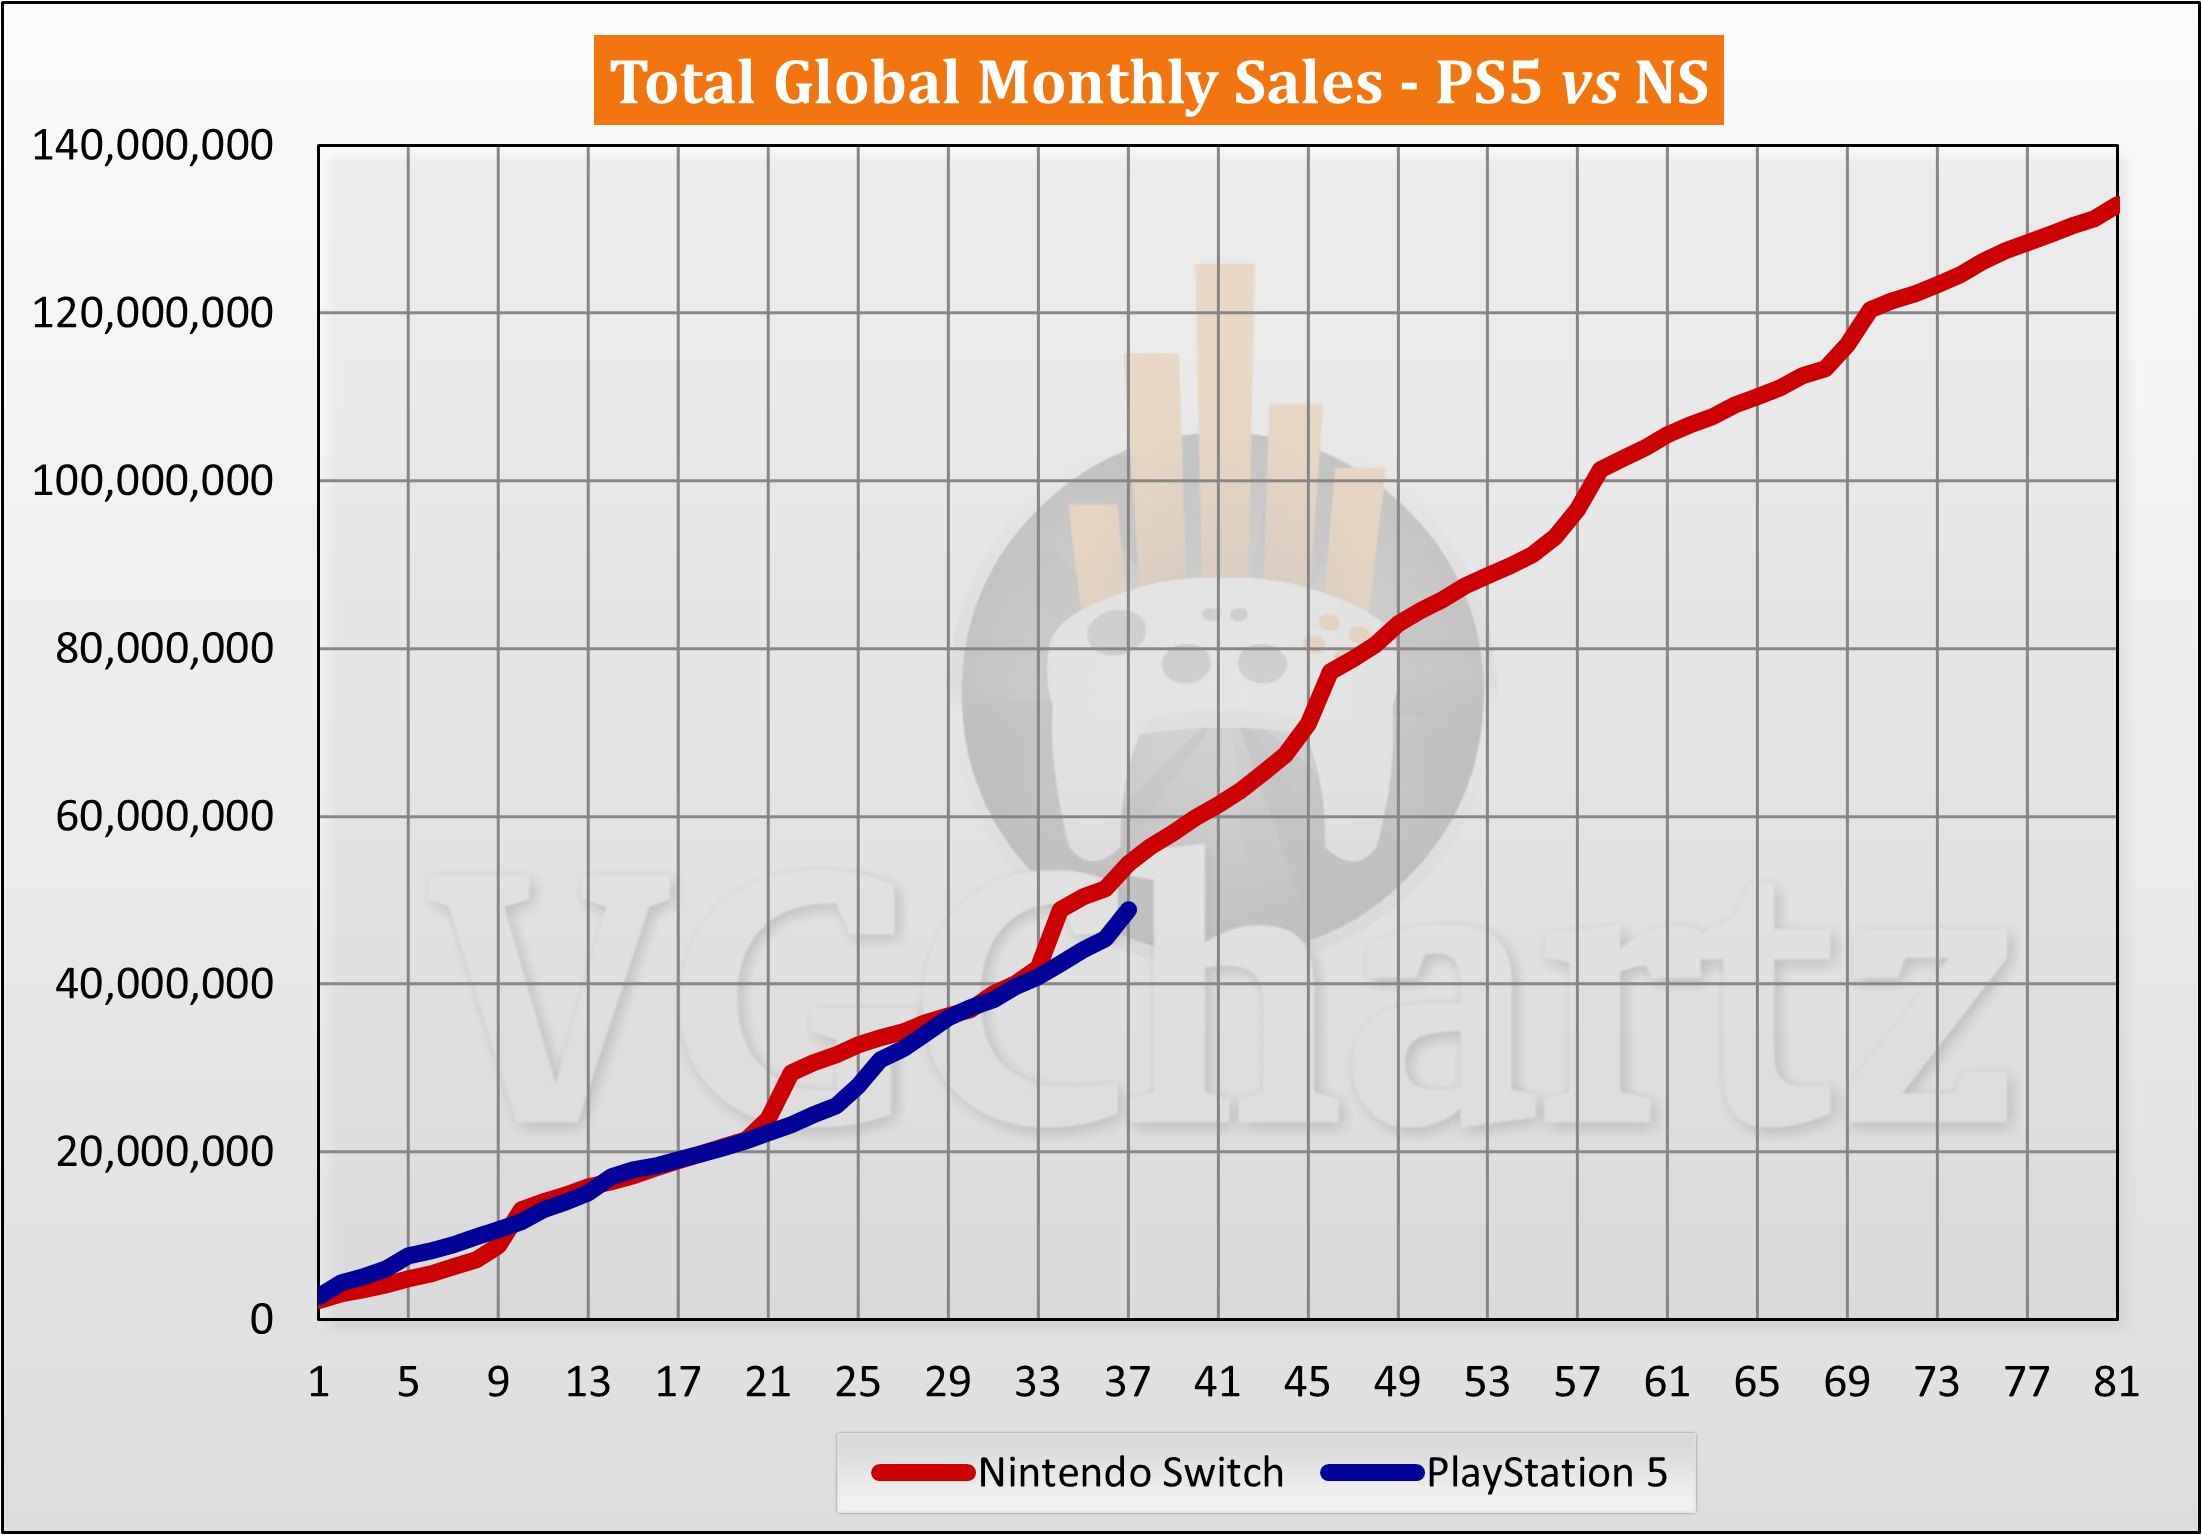 Total Global Monthly Sales - PS5 vs NS
140,000,000
120,000,000
100,000,000
80,000,000
60,000,000
40,000,000
20,000,000
0
VGChartz
1 5 9 13 17 21 25 29 33 37 41 45 49 53 57 61 65 69 73 77 81
Nintendo Switch PlayStation 5